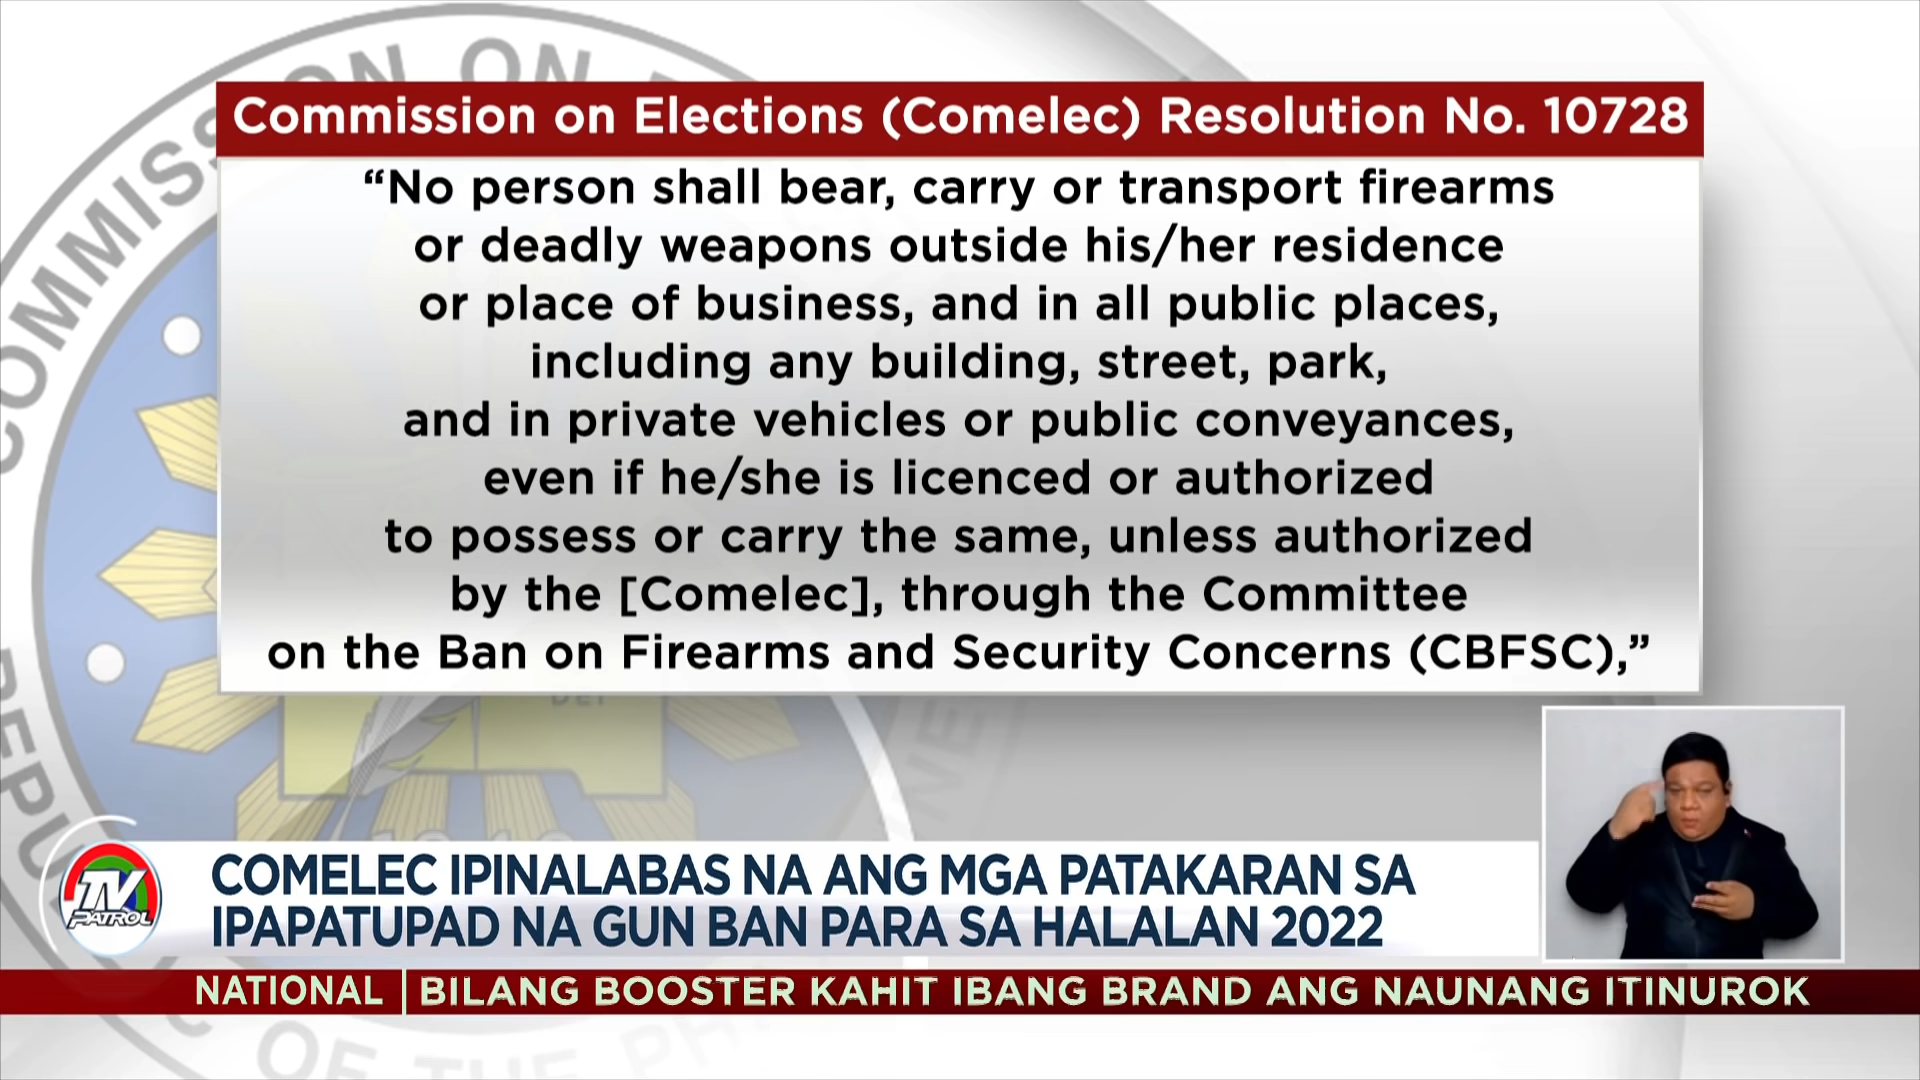 Commission on Elections (Comelec) Resolution No. 10728
“No person shall bear, carry or transport firearms
or deadly weapons outside his/her residence
or place of business, and in all public places,
including any building, street, park,
and in private vehicles or public conveyances,
even if he/she is licenced or authorized
to possess or carry the same, unless authorized
by the [Comelec], through the Committee
on the Ban on Firearms and Security Concerns (CBFSC),”
COMELEC IPINALABAS NA ANG MGA PATAKARAN SA
IPAPATUPAD NA GUN BAN PARA SA HALALAN 2022
TV
PATROL
NATIONAL
BILANG BOOSTER KAHIT IBANG BRAND ANG NAUNANG ITINUROK